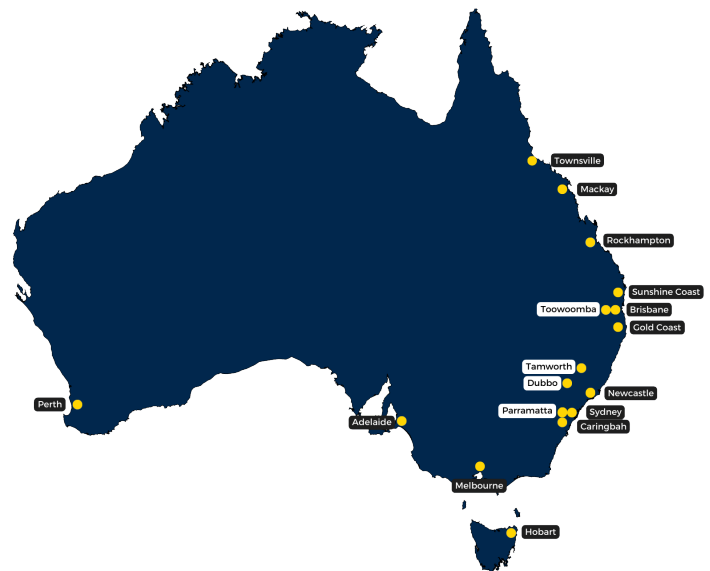 Townsville
Mackay
Rockhampton
Sunshine Coast
Toowoomba
Brisbane
Gold Coast
Tamworth
Dubbo
Newcastle
Perth
Parramatta
Sydney
Adelaide
Caringbah
Melbourne
Hobart